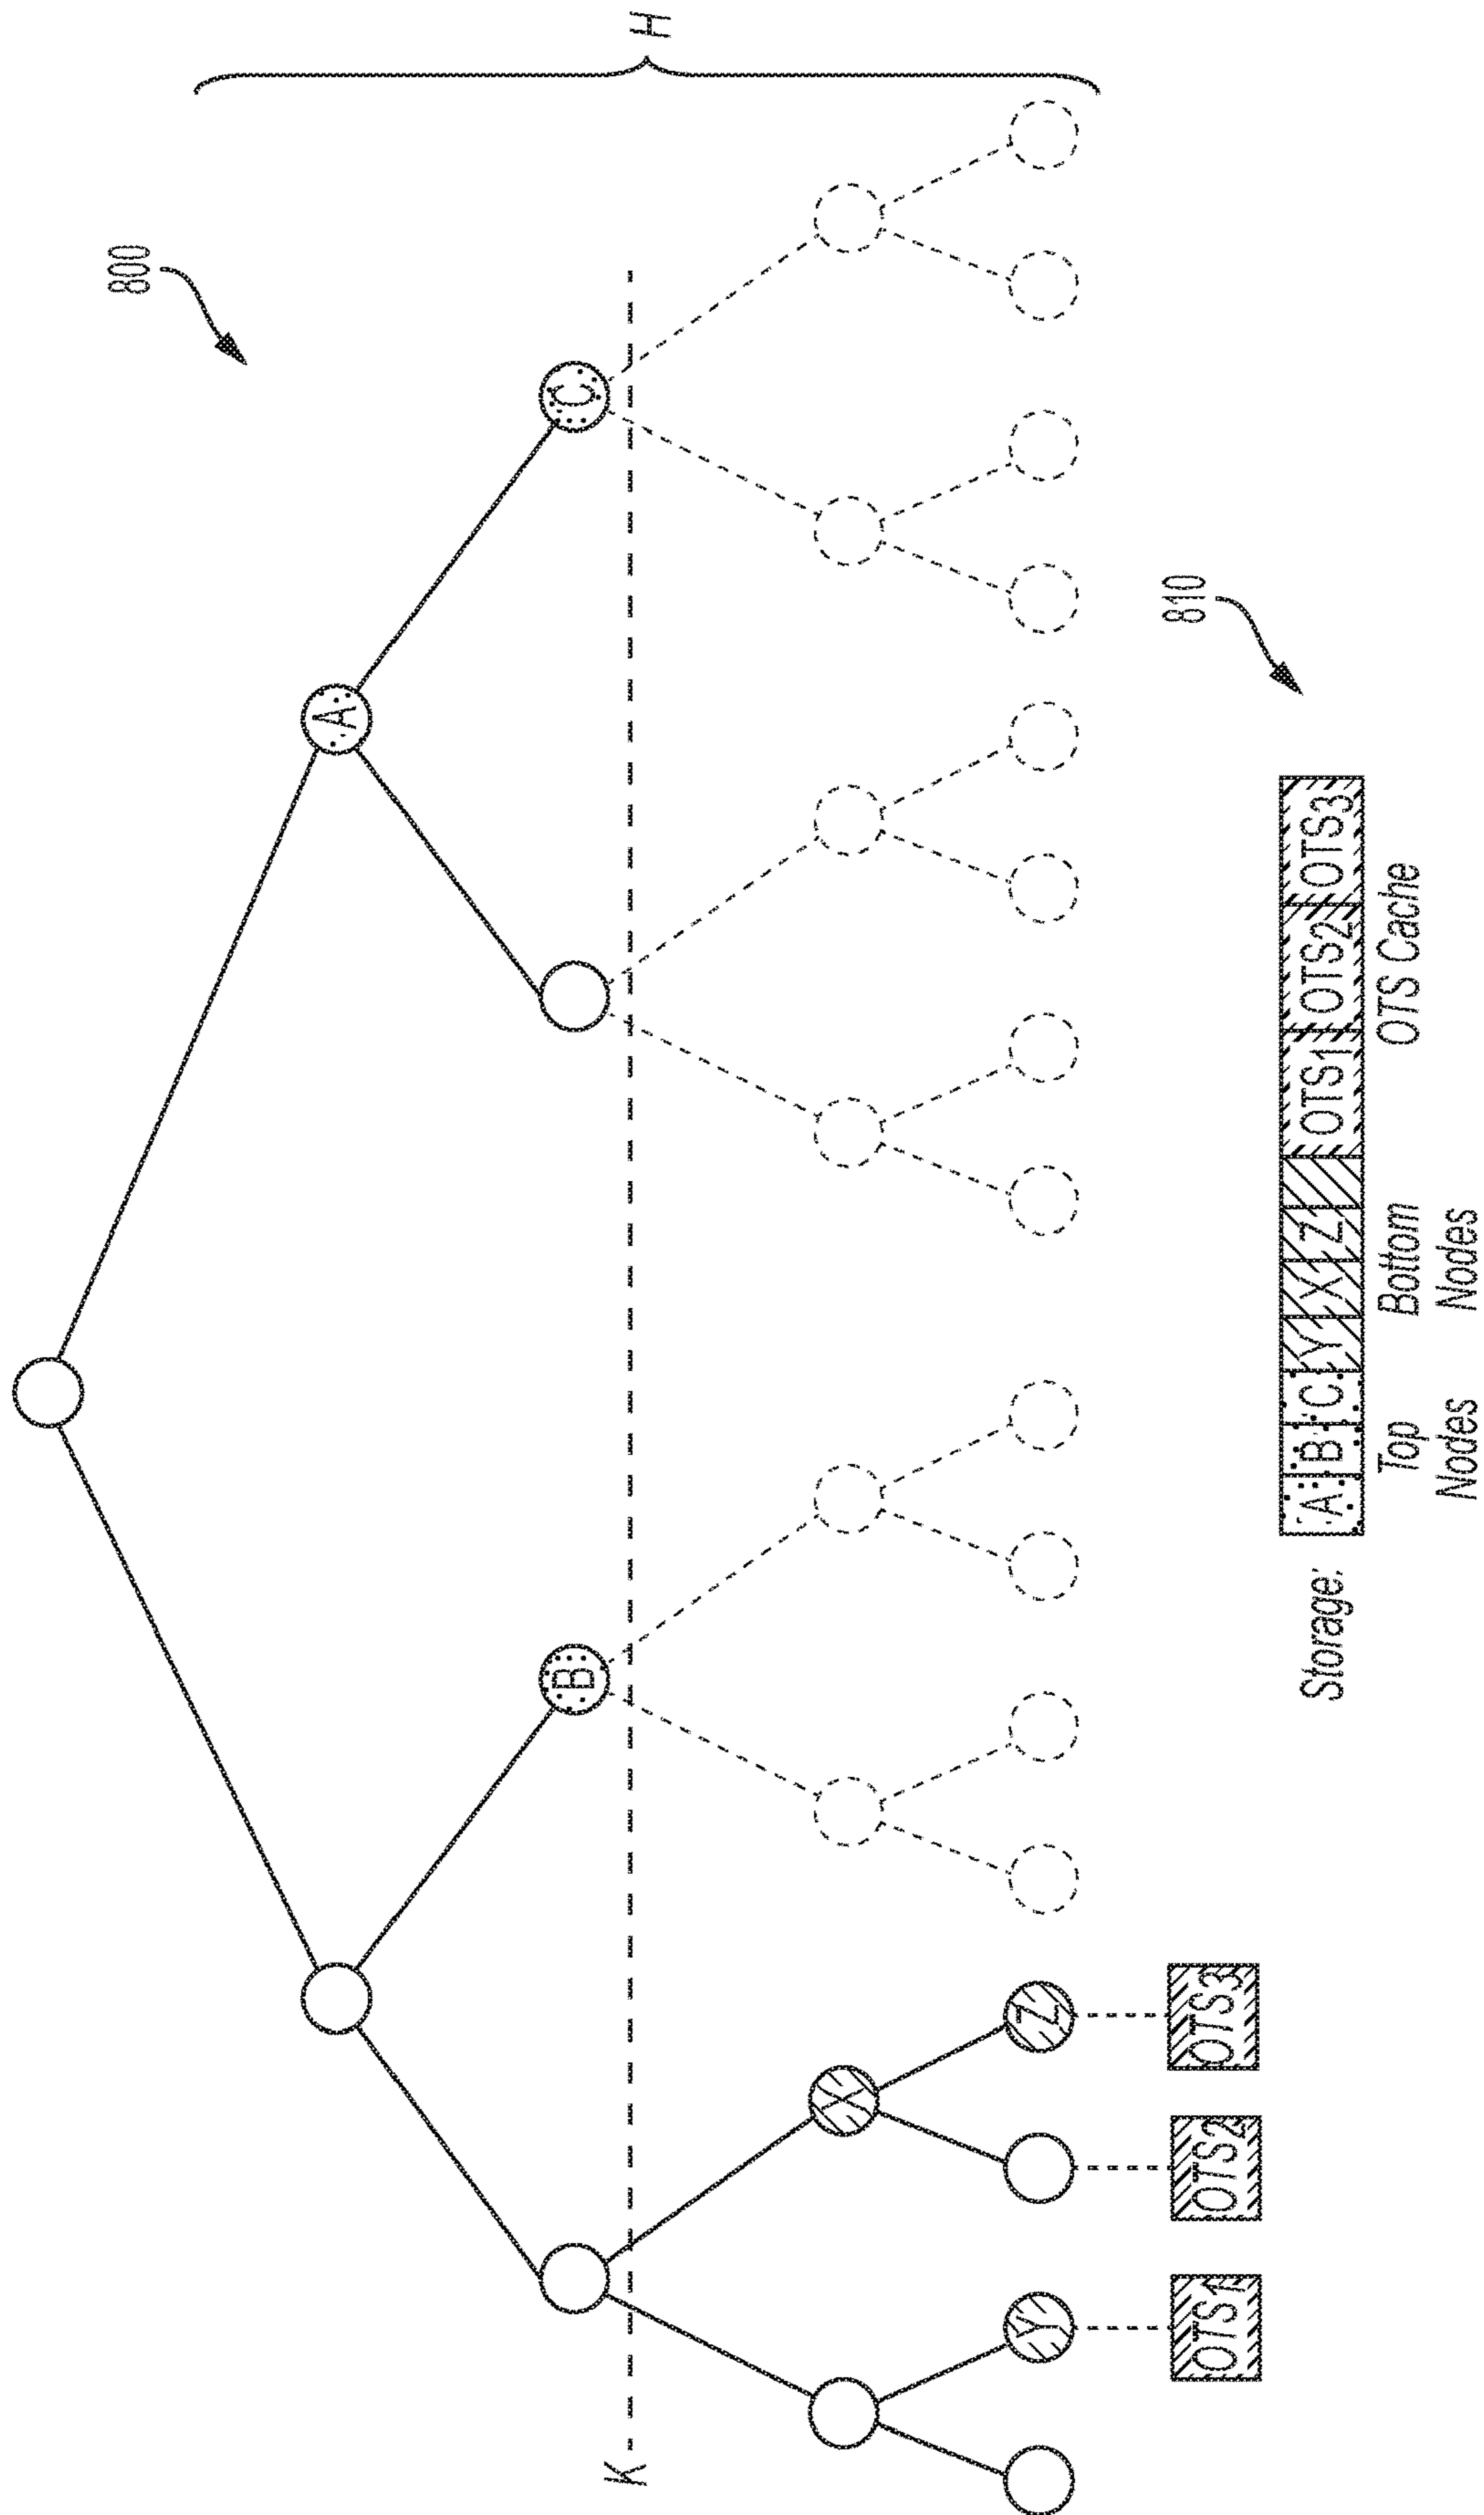 800
H
A
B
C
K
X
Y
Z
OTS1
OTS2
OTS3
810
Storage:
A B C Y X Z OTS1 OTS2 OTS3
Top
Nodes
Bottom
Nodes
OTS Cache